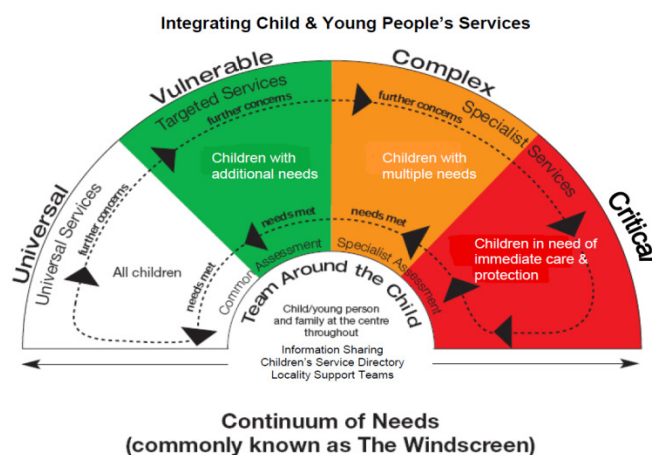 Integrating Child & Young People's Services
Universal
Vulnerable
Complex
Critical
Universal Services
Targeted Services
Specialist Services
further concerns
further concerns
further concerns
All children
Children with
additional needs
Children with
multiple needs
Children in need of
immediate care &
protection
needs met
needs met
needs met
Common Assessment
Specialist Assessment
Team Around the Child
Child/young person
and family at the centre
throughout
Information Sharing
Children's Service Directory
Locality Support Teams
Continuum of Needs
(commonly known as The Windscreen)